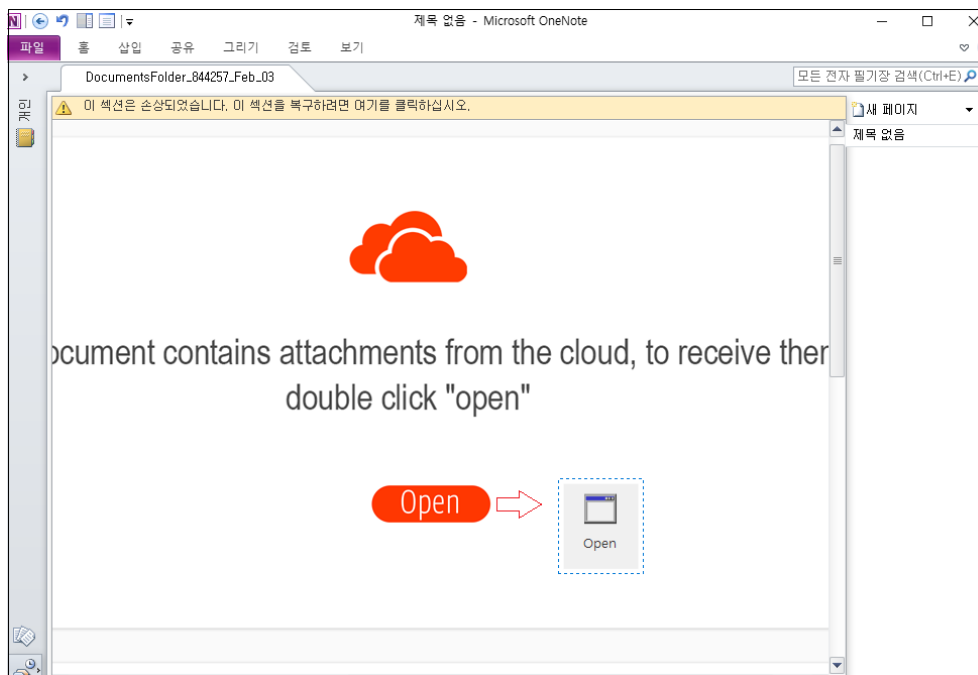 제목 없음 - Microsoft OneNote
파일 홈 삽입 공유 그리기 검토 보기
DocumentsFolder_844257_Feb_03
모든 전자 필기장 검색(Ctrl+E)
이 섹션은 손상되었습니다. 이 섹션을 복구하려면 여기를 클릭하십시오.
새 페이지
제목 없음
ocument contains attachments from the cloud, to receive
double click "open"
Open
Open